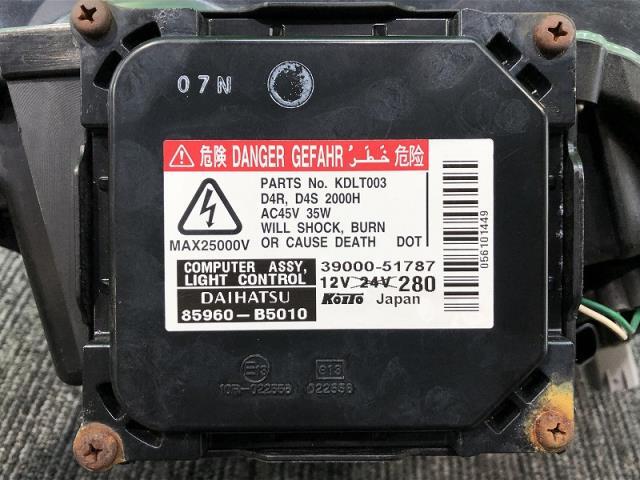 07N
危険 DANGER GEFAHR خَطَرْ 危险
PARTS No. KDLT003
D4R, D4S 2000H
AC45V 35W
WILL SHOCK, BURN
OR CAUSE DEATH DOT
MAX25000V
056101449
COMPUTER ASSY,
LIGHT CONTROL
DAIHATSU
85960-B5010
39000-51787
12V 24V 280
KOITO Japan
E13 e13
10R-022558 022558